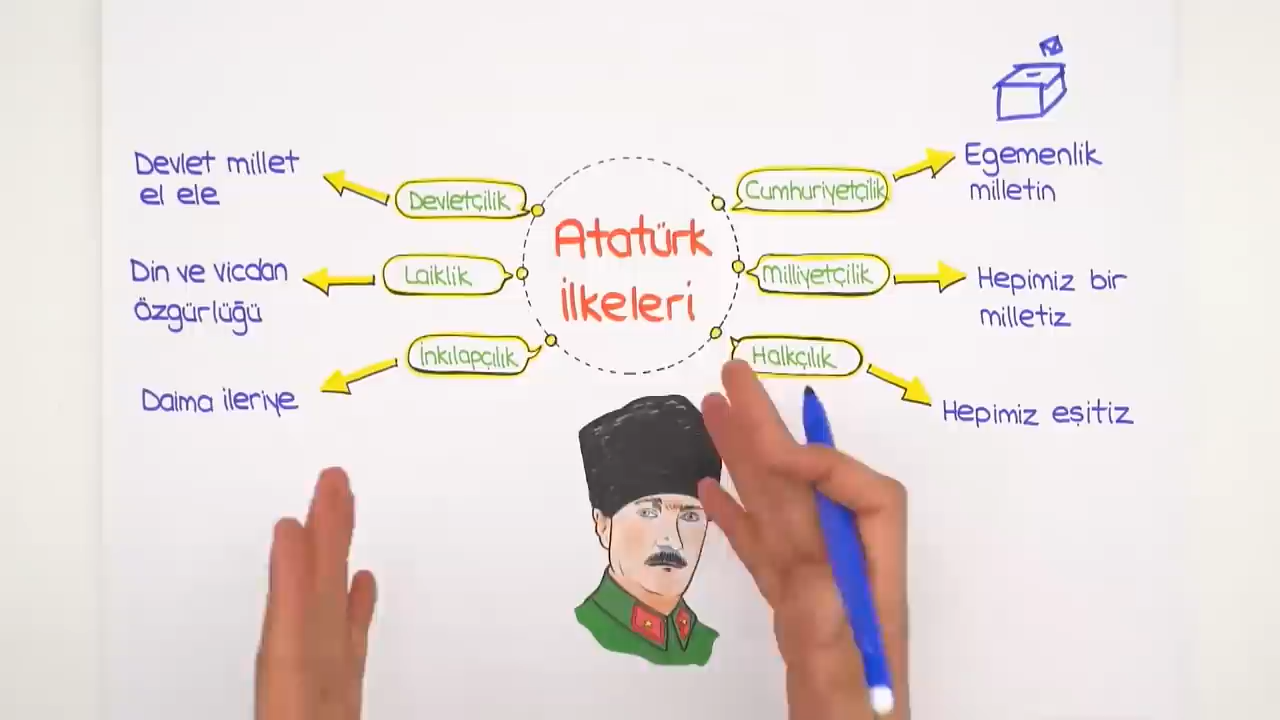 Atatürk
ilkeleri
Devletçilik
Devlet millet
el ele
Laiklik
Din ve vicdan
özgürlüğü
İnkılapçılık
Daima ileriye
Cumhuriyetçilik
Egemenlik
milletin
Milliyetçilik
Hepimiz bir
milletiz
Halkçılık
Hepimiz eşitiz